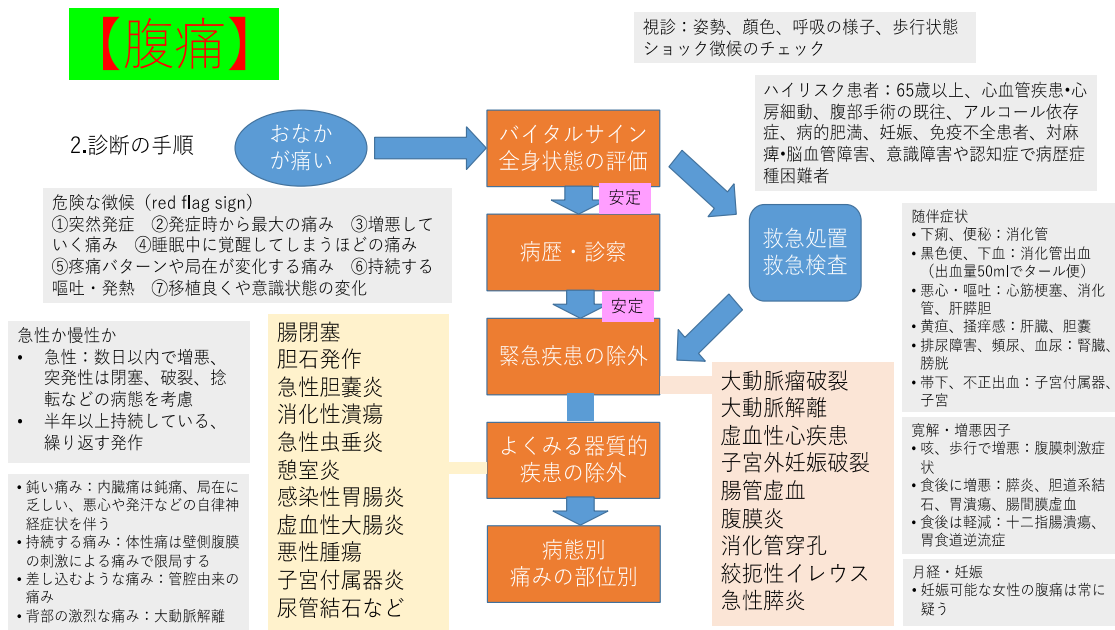 【腹痛】
視診：姿勢、顔色、呼吸の様子、歩行状態
ショック徴候のチェック
2.診断の手順
おなか
が痛い
バイタルサイン
全身状態の評価
ハイリスク患者：65歳以上、心血管疾患•心
房細動、腹部手術の既往、アルコール依存
症、病的肥満、妊娠、免疫不全患者、対麻
痺•脳血管障害、意識障害や認知症で病歴症
種困難者
安定
危険な徴候（red flag sign）
①突然発症　②発症時から最大の痛み　③増悪して
いく痛み　④睡眠中に覚醒してしまうほどの痛み
⑤疼痛パターンや局在が変化する痛み　⑥持続する
嘔吐・発熱　⑦移植良くや意識状態の変化
病歴・診察
救急処置
救急検査
安定
緊急疾患の除外
よくみる器質的
疾患の除外
病態別
痛みの部位別
急性か慢性か
• 急性：数日以内で増悪、
突発性は閉塞、破裂、捻
転などの病態を考慮
• 半年以上持続している、
繰り返す発作
• 鈍い痛み：内臓痛は鈍痛、局在に
乏しい、悪心や発汗などの自律神
経症状を伴う
• 持続する痛み：体性痛は壁側腹膜
の刺激による痛みで限局する
• 差し込むような痛み：管腔由来の
痛み
• 背部の激烈な痛み：大動脈解離
腸閉塞
胆石発作
急性胆嚢炎
消化性潰瘍
急性虫垂炎
憩室炎
感染性胃腸炎
虚血性大腸炎
悪性腫瘍
子宮付属器炎
尿管結石など
大動脈瘤破裂
大動脈解離
虚血性心疾患
子宮外妊娠破裂
腸管虚血
腹膜炎
消化管穿孔
絞扼性イレウス
急性膵炎
随伴症状
• 下痢、便秘：消化管
• 黒色便、下血：消化管出血
（出血量50mlでタール便）
• 悪心・嘔吐：心筋梗塞、消化
管、肝膵胆
• 黄疸、掻痒感：肝臓、胆嚢
• 排尿障害、頻尿、血尿：腎臓、
膀胱
• 帯下、不正出血：子宮付属器、
子宮
寛解・増悪因子
• 咳、歩行で増悪：腹膜刺激症
状
• 食後に増悪：膵炎、胆道系結
石、胃潰瘍、腸間膜虚血
• 食後は軽減：十二指腸潰瘍、
胃食道逆流症
月経・妊娠
• 妊娠可能な女性の腹痛は常に
疑う